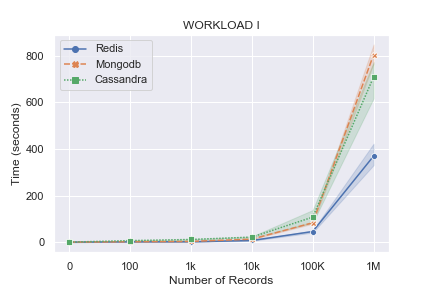 WORKLOAD I
Redis
Mongodb
Cassandra
Time (seconds)
800
600
400
200
0
0 100 1k 10k 100K 1M
Number of Records